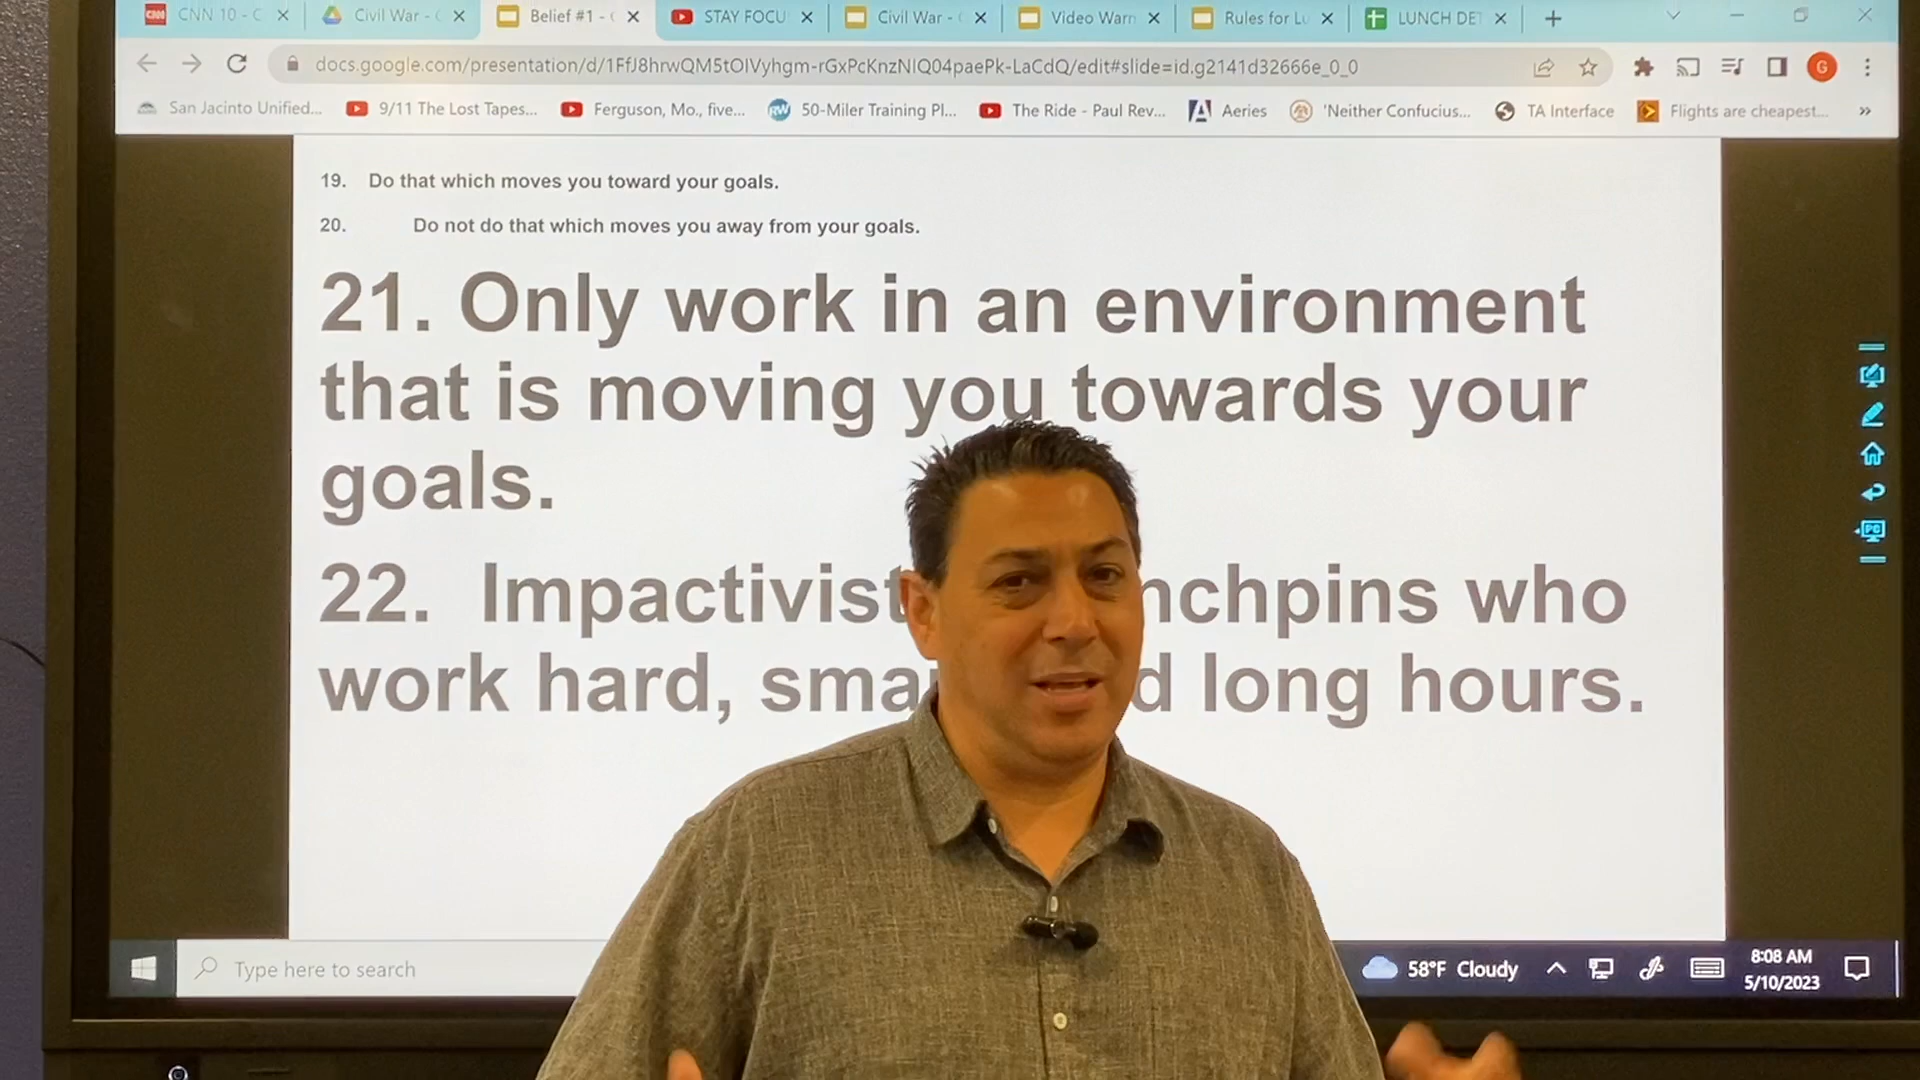 CNN 10 - C
Civil War -
Belief #1 -
STAY FOCU
Civil War -
Video Warn
Rules for Lu
LUNCH DE
docs.google.com/presentation/d/1FfJ8hrwQM5tOIVyhgm-rGxPcKnzNIQ04paePk-LaCdQ/edit#slide=id.g2141d32666e_0_0
G
San Jacinto Unified...
9/11 The Lost Tapes...
Ferguson, Mo., five...
RW
50-Miler Training Pl...
The Ride - Paul Rev...
Aeries
'Neither Confucius...
TA Interface
Flights are cheapest...
19. Do that which moves you toward your goals.
20. Do not do that which moves you away from your goals.
21. Only work in an environment
that is moving you towards your
goals.
22. Impactivist nchpins who
work hard, sma d long hours.
PC
Type here to search
58°F Cloudy
8:08 AM
5/10/2023